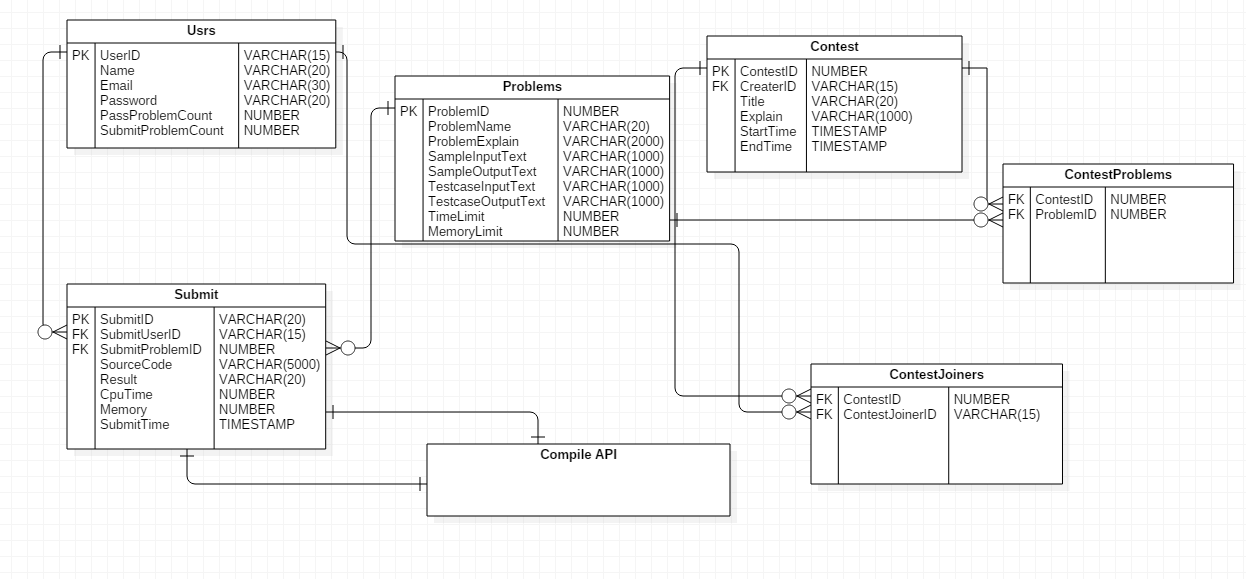 Usrs
PK UserID VARCHAR(15)
Name VARCHAR(20)
Email VARCHAR(30)
Password VARCHAR(20)
PassProblemCount NUMBER
SubmitProblemCount NUMBER
Problems
PK ProblemID NUMBER
ProblemName VARCHAR(20)
ProblemExplain VARCHAR(2000)
SampleInputText VARCHAR(1000)
SampleOutputText VARCHAR(1000)
TestcaseInputText VARCHAR(1000)
TestcaseOutputText VARCHAR(1000)
TimeLimit NUMBER
MemoryLimit NUMBER
Contest
PK ContestID NUMBER
FK CreaterID VARCHAR(15)
Title VARCHAR(20)
Explain VARCHAR(1000)
StartTime TIMESTAMP
EndTime TIMESTAMP
ContestProblems
FK ContestID NUMBER
FK ProblemID NUMBER
Submit
PK SubmitID VARCHAR(20)
FK SubmitUserID VARCHAR(15)
FK SubmitProblemID NUMBER
SourceCode VARCHAR(5000)
Result VARCHAR(20)
CpuTime NUMBER
Memory NUMBER
SubmitTime TIMESTAMP
ContestJoiners
FK ContestID NUMBER
FK ContestJoinerID VARCHAR(15)
Compile API